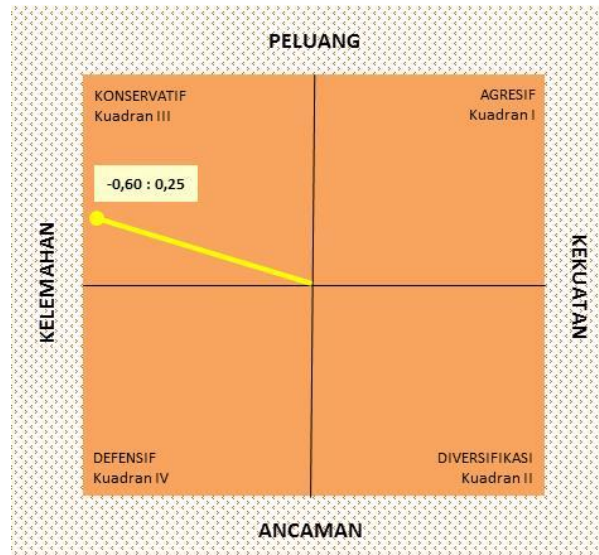 PELUANG
KONSERVATIF
Kuadran III
AGRESIF
Kuadran I
-0,60 : 0,25
KELEMAHAN
KEKUATAN
DEFENSIF
Kuadran IV
DIVERSIFIKASI
Kuadran II
ANCAMAN